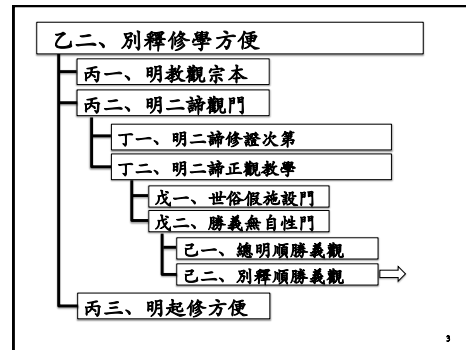 乙二、別釋修學方便
丙一、明教觀宗本
丙二、明二諦觀門
丁一、明二諦修證次第
丁二、明二諦正觀教學
戊一、世俗假施設門
戊二、勝義無自性門
己一、總明順勝義觀
己二、別釋順勝義觀
丙三、明起修方便
3